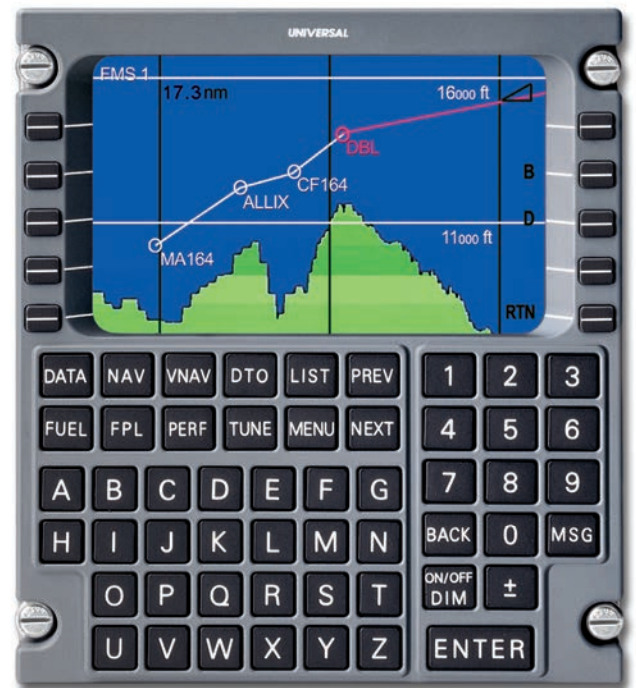 UNIVERSAL
FMS 1
17.3nm
16000 ft
DBL
B
CF164
ALLIX
D
11000 ft
MA164
RTN
DATA NAV VNAV DTO LIST PREV 1 2 3
FUEL FPL PERF TUNE MENU NEXT 4 5 6
A B C D E F G 7 8 9
H I J K L M N BACK 0 MSG
O P Q R S T ON/OFF DIM ±
U V W X Y Z ENTER